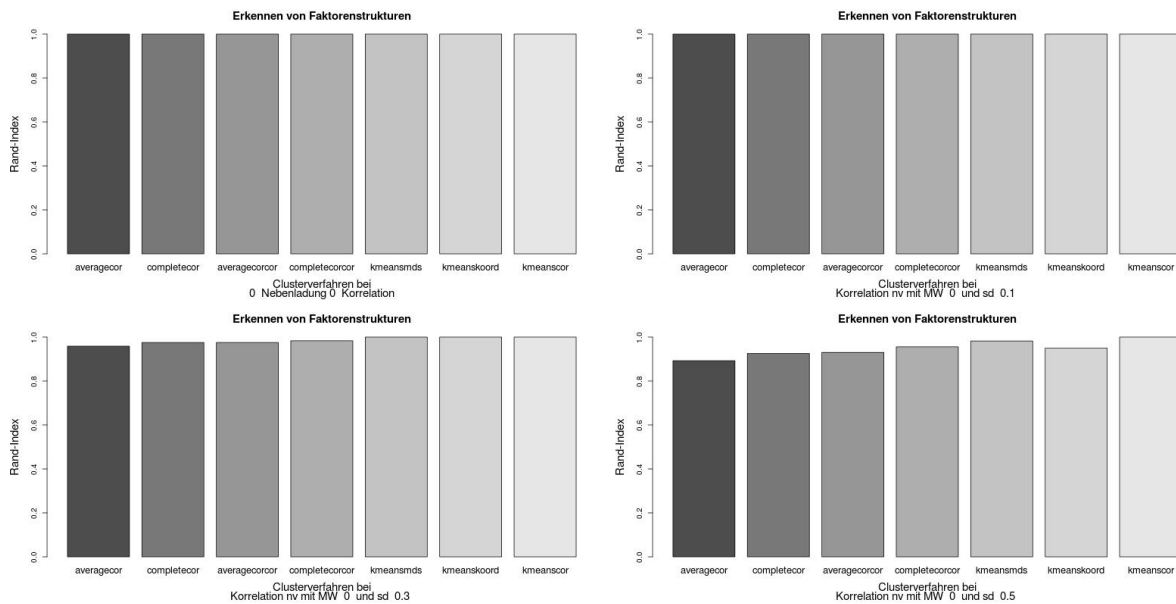 Erkennen von Faktorenstrukturen
Rand-Index
1.0
0.8
0.6
0.4
0.2
0.0
averagecor completecor averagecorcor completecorcor kmeansmds kmeanskoord kmeanscor
Clusterverfahren bei
0 Nebenladung 0 Korrelation
Erkennen von Faktorenstrukturen
Rand-Index
1.0
0.8
0.6
0.4
0.2
0.0
averagecor completecor averagecorcor completecorcor kmeansmds kmeanskoord kmeanscor
Clusterverfahren bei
Korrelation nv mit MW 0 und sd 0.1
Erkennen von Faktorenstrukturen
Rand-Index
1.0
0.8
0.6
0.4
0.2
0.0
averagecor completecor averagecorcor completecorcor kmeansmds kmeanskoord kmeanscor
Clusterverfahren bei
Korrelation nv mit MW 0 und sd 0.3
Erkennen von Faktorenstrukturen
Rand-Index
1.0
0.8
0.6
0.4
0.2
0.0
averagecor completecor averagecorcor completecorcor kmeansmds kmeanskoord kmeanscor
Clusterverfahren bei
Korrelation nv mit MW 0 und sd 0.5